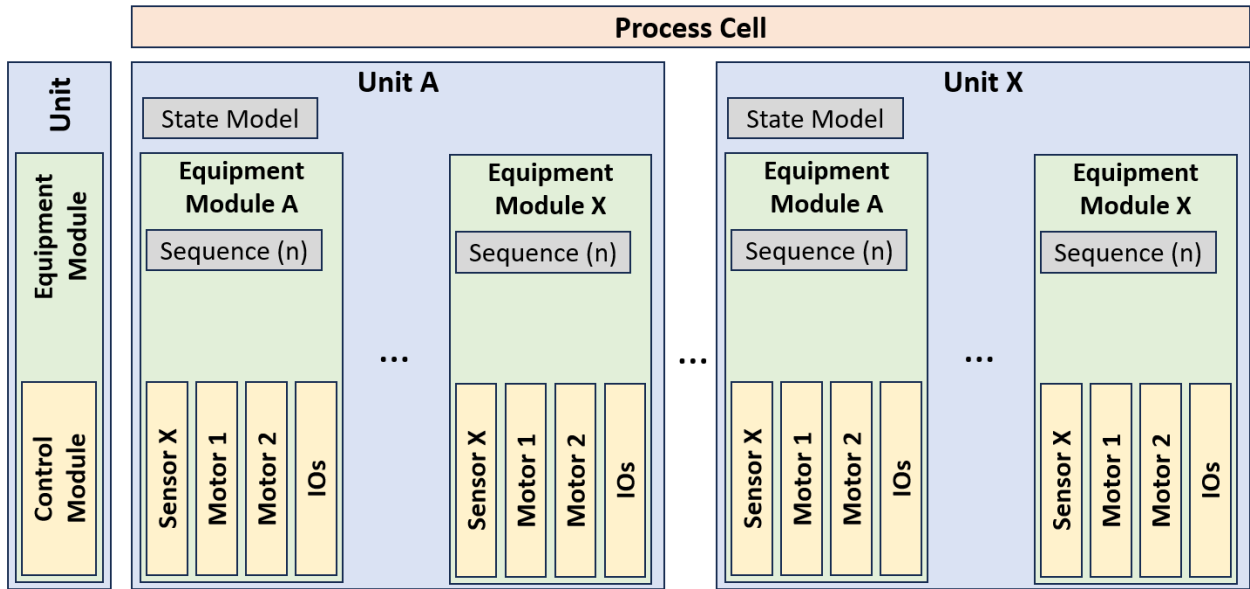 Process Cell
Unit
Equipment
Module
Control
Module
Unit A
State Model
Equipment
Module A
Sequence (n)
Sensor X
Motor 1
Motor 2
IOs
...
Equipment
Module X
Sequence (n)
Sensor X
Motor 1
Motor 2
IOs
...
Unit X
State Model
Equipment
Module A
Sequence (n)
Sensor X
Motor 1
Motor 2
IOs
...
Equipment
Module X
Sequence (n)
Sensor X
Motor 1
Motor 2
IOs